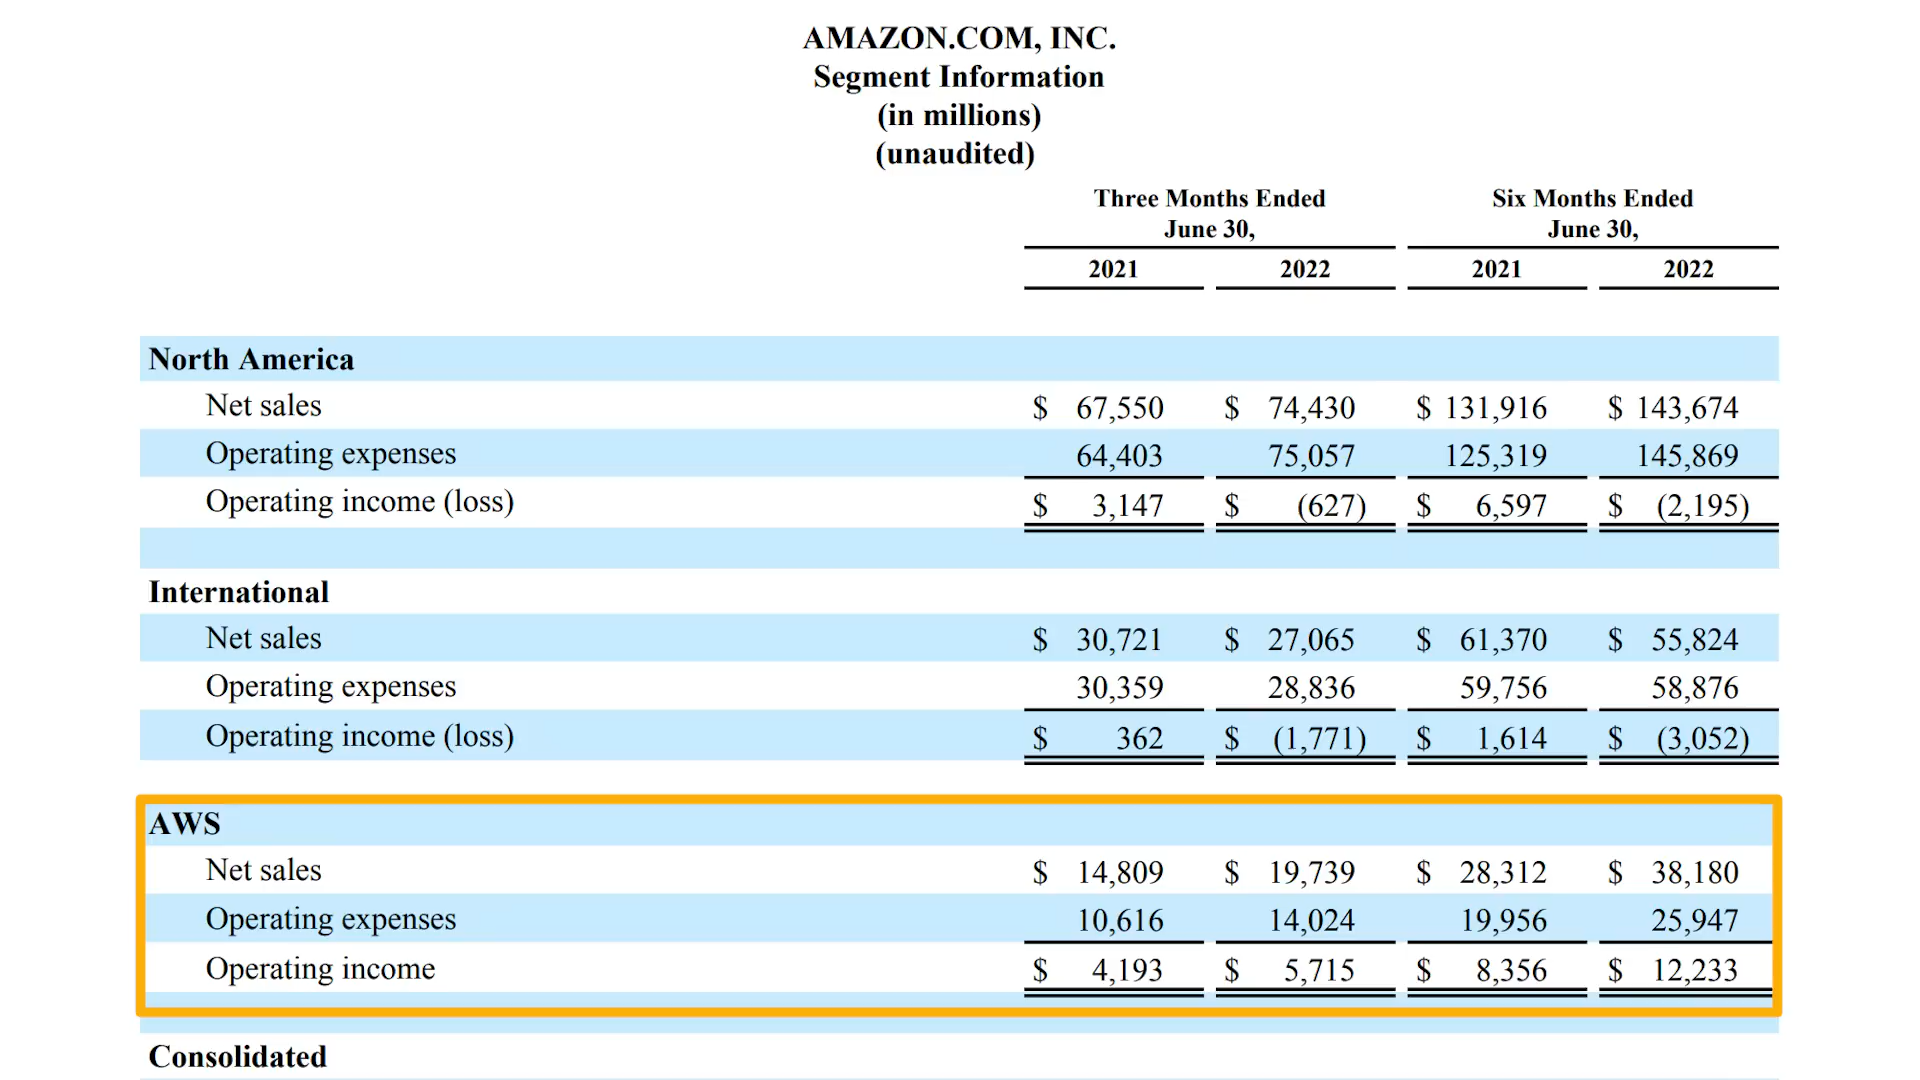 AMAZON.COM, INC.
Segment Information
(in millions)
(unaudited)
Three Months Ended June 30, Six Months Ended June 30,
2021 2022 2021 2022
North America
Net sales $ 67,550 $ 74,430 $ 131,916 $ 143,674
Operating expenses 64,403 75,057 125,319 145,869
Operating income (loss) $ 3,147 $ (627) $ 6,597 $ (2,195)
International
Net sales $ 30,721 $ 27,065 $ 61,370 $ 55,824
Operating expenses 30,359 28,836 59,756 58,876
Operating income (loss) $ 362 $ (1,771) $ 1,614 $ (3,052)
AWS
Net sales $ 14,809 $ 19,739 $ 28,312 $ 38,180
Operating expenses 10,616 14,024 19,956 25,947
Operating income $ 4,193 $ 5,715 $ 8,356 $ 12,233
Consolidated